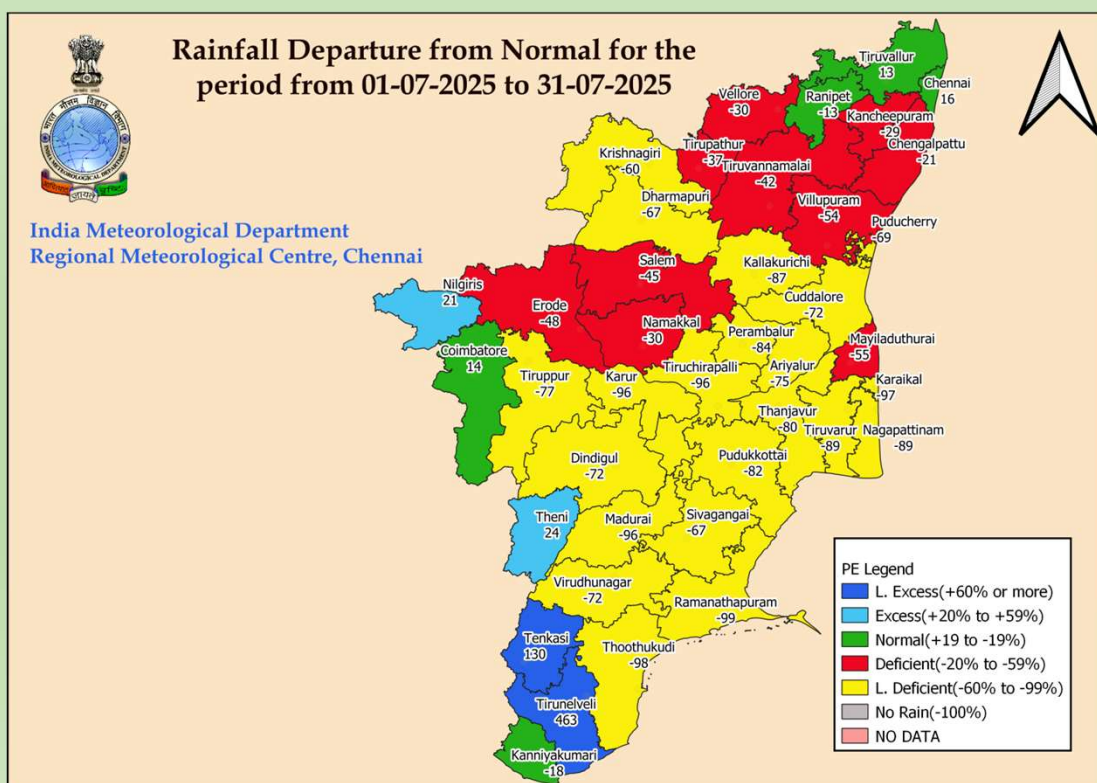 Rainfall Departure from Normal for the
period from 01-07-2025 to 31-07-2025
भारत मौसम विज्ञान विभाग
INDIA METEOROLOGICAL DEPARTMENT
India Meteorological Department
Regional Meteorological Centre, Chennai
Tiruvallur
13
Chennai
16
Vellore
-30
Ranipet
-13
Kancheepuram
-29
Chengalpattu
-21
Tirupathur
-37
Tiruvannamalai
-42
Krishnagiri
-60
Dharmapuri
-67
Villupuram
-54
Puducherry
-69
Salem
-45
Kallakurichi
-87
Nilgiris
21
Erode
-48
Cuddalore
-72
Namakkal
-30
Perambalur
-84
Mayiladuthurai
-55
Coimbatore
14
Tiruppur
-77
Karur
-96
Tiruchirapalli
-96
Ariyalur
-75
Karaikal
-97
Thanjavur
-80
Tiruvarur
-89
Nagapattinam
-89
Dindigul
-72
Pudukkottai
-82
Theni
24
Madurai
-96
Sivagangai
-67
Virudhunagar
-72
Ramanathapuram
-99
Tenkasi
130
Thoothukudi
-98
Tirunelveli
463
Kanniyakumari
-18
PE Legend
L. Excess(+60% or more)
Excess(+20% to +59%)
Normal(+19 to -19%)
Deficient(-20% to -59%)
L. Deficient(-60% to -99%)
No Rain(-100%)
NO DATA